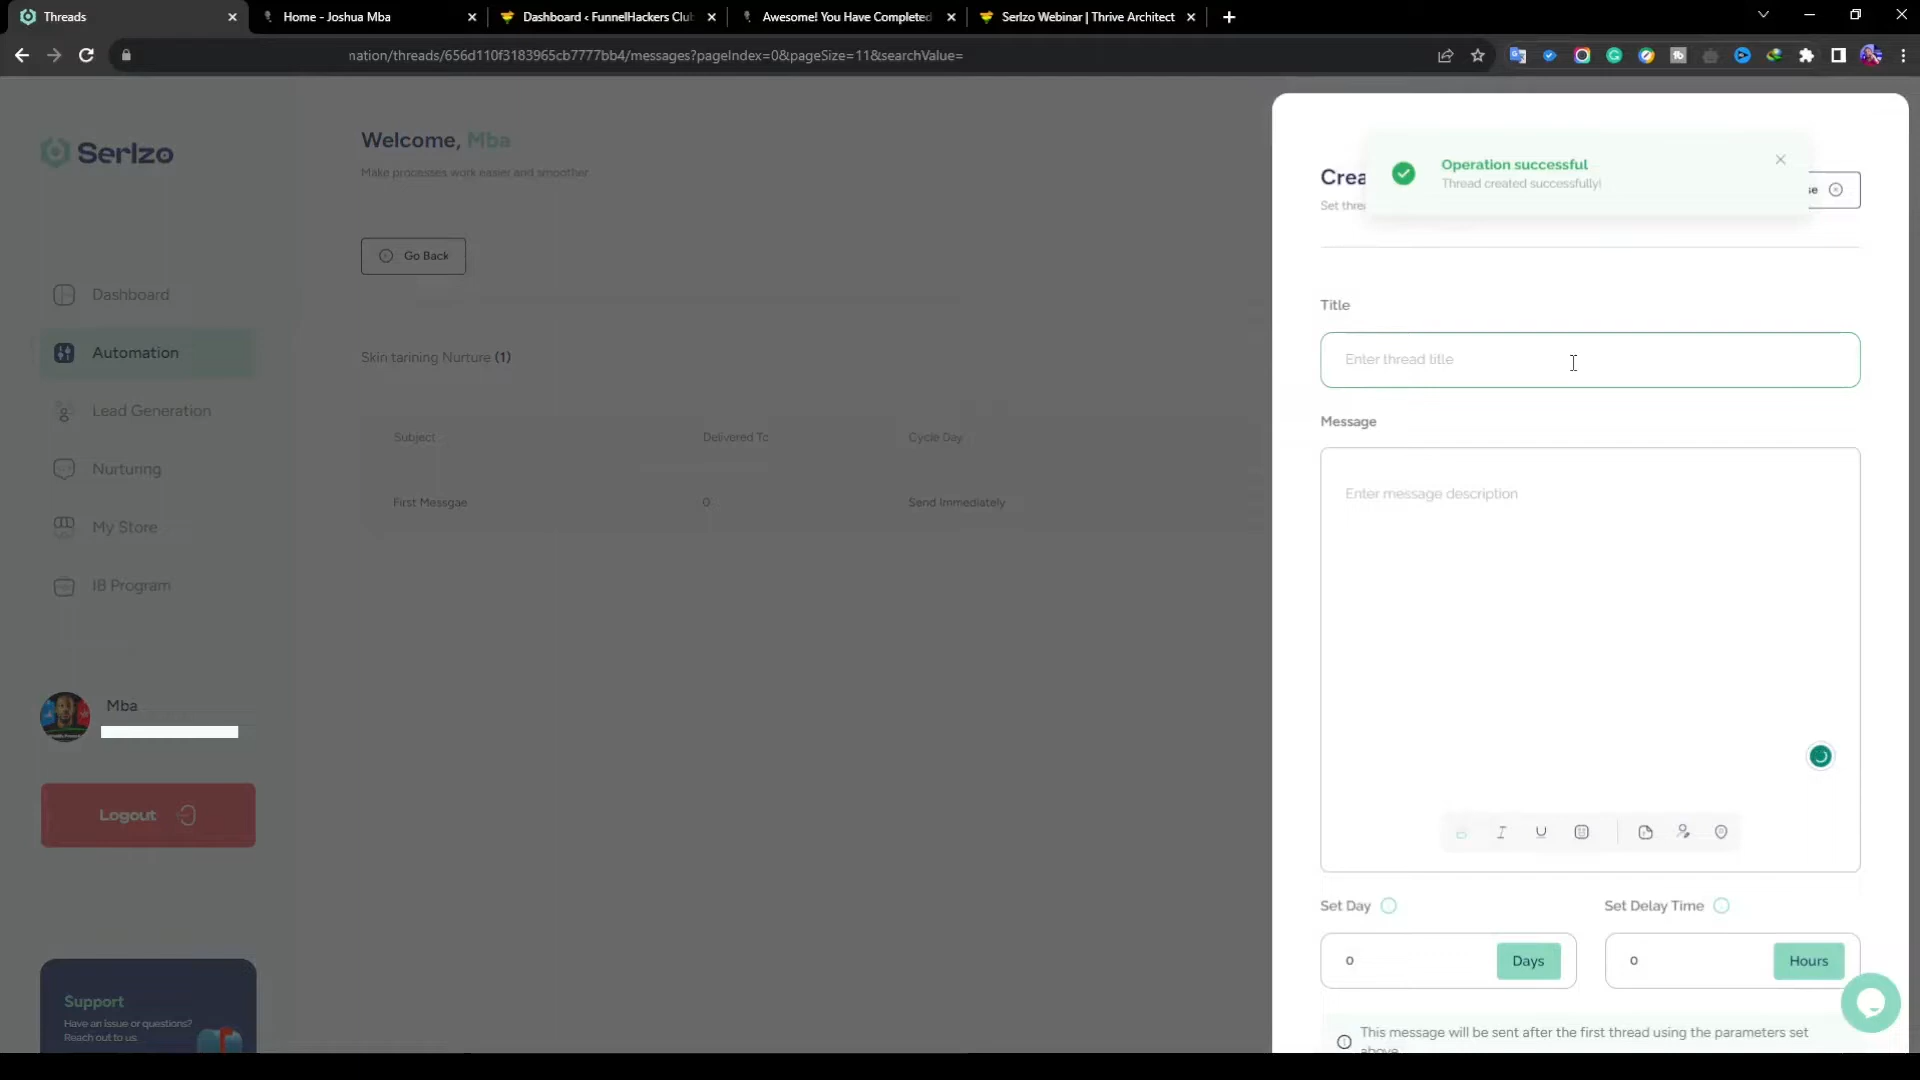 Threads
Home - Joshua Mba
Dashboard ‹ FunnelHackers Clu
Awesome! You Have Completed
Serlzo Webinar | Thrive Architect
nation/threads/656d110f3183965cb7777bb4/messages?pageIndex=0&pageSize=11&searchValue=
Serlzo
Dashboard
Automation
Lead Generation
Nurturing
My Store
IB Program
Mba
Logout
Support
Have an issue or questions?
Reach out to us.
Welcome, Mba
Make processes work easier and smoother
Go Back
Skin tanning Nurture (1)
Subject
Delivered To
Cycle Day
First Messgae
0
Send Immediately
Crea
Set threa
Operation successful
Thread created successfully!
se
Title
Enter thread title
Message
Enter message description
Set Day
Set Delay Time
0
Days
0
Hours
This message will be sent after the first thread using the parameters set
above